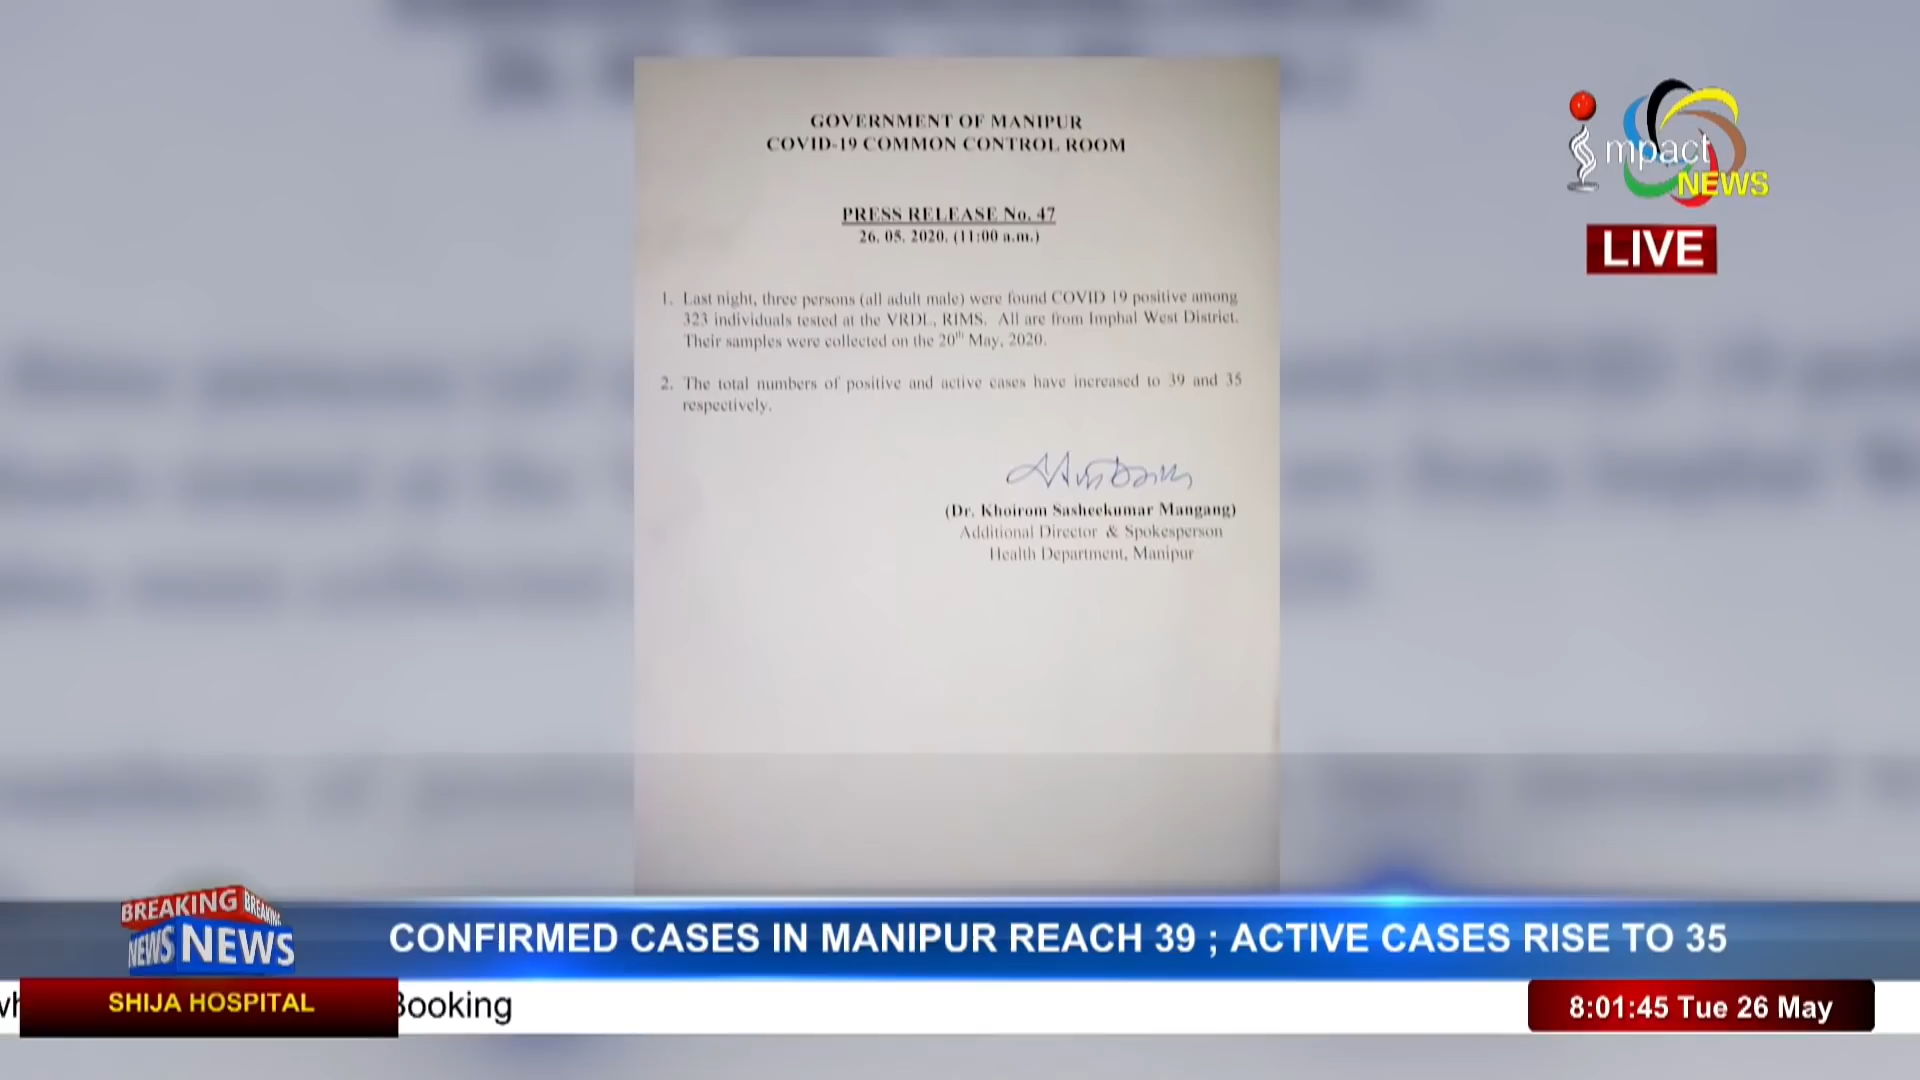 GOVERNMENT OF MANIPUR
COVID-19 COMMON CONTROL ROOM
PRESS RELEASE No. 47
26. 05. 2020. (11:00 a.m.)
1. Last night, three persons (all adult male) were found COVID 19 positive among
323 individuals tested at the VRDL, RIMS. All are from Imphal West District.
Their samples were collected on the 20th May, 2020.
2. The total numbers of positive and active cases have increased to 39 and 35
respectively.
(Dr. Khoirom Sasheekumar Mangang)
Additional Director & Spokesperson
Health Department, Manipur
impact
NEWS
LIVE
BREAKING BREAKING
NEWS NEWS
CONFIRMED CASES IN MANIPUR REACH 39 ; ACTIVE CASES RISE TO 35
SHIJA HOSPITAL
Booking
8:01:45 Tue 26 May